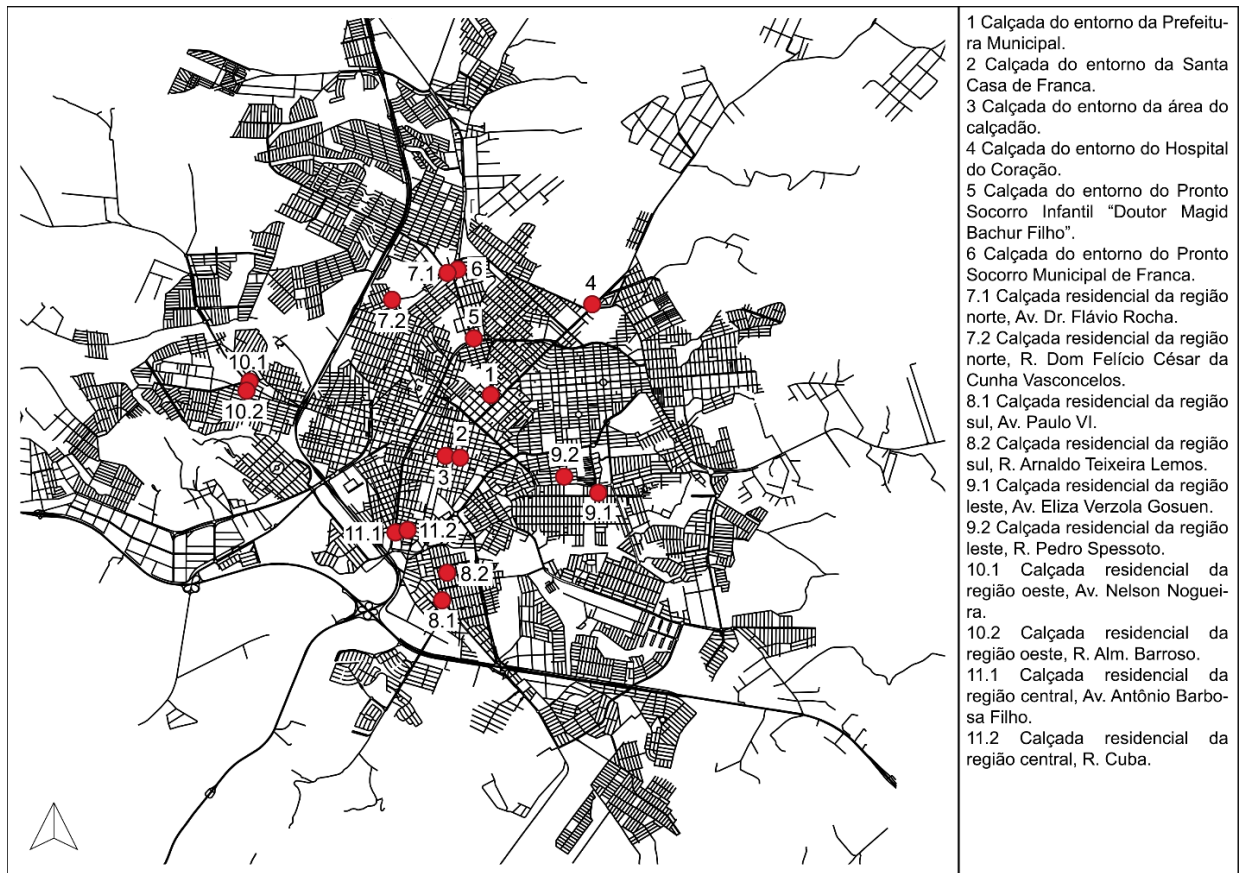 7.1
6
4
7.2
5
10.1
1
10.2
2
9.2
3
9.1
11.1
11.2
8.2
8.1
1 Calçada do entorno da Prefeitu-
ra Municipal.
2 Calçada do entorno da Santa
Casa de Franca.
3 Calçada do entorno da área do
calçadão.
4 Calçada do entorno do Hospital
do Coração.
5 Calçada do entorno do Pronto
Socorro Infantil “Doutor Magid
Bachur Filho”.
6 Calçada do entorno do Pronto
Socorro Municipal de Franca.
7.1 Calçada residencial da região
norte, Av. Dr. Flávio Rocha.
7.2 Calçada residencial da região
norte, R. Dom Felício César da
Cunha Vasconcelos.
8.1 Calçada residencial da região
sul, Av. Paulo VI.
8.2 Calçada residencial da região
sul, R. Arnaldo Teixeira Lemos.
9.1 Calçada residencial da região
leste, Av. Eliza Verzola Gosuen.
9.2 Calçada residencial da região
leste, R. Pedro Spessoto.
10.1 Calçada residencial da
região oeste, Av. Nelson Noguei-
ra.
10.2 Calçada residencial da
região oeste, R. Alm. Barroso.
11.1 Calçada residencial da
região central, Av. Antônio Barbo-
sa Filho.
11.2 Calçada residencial da
região central, R. Cuba.